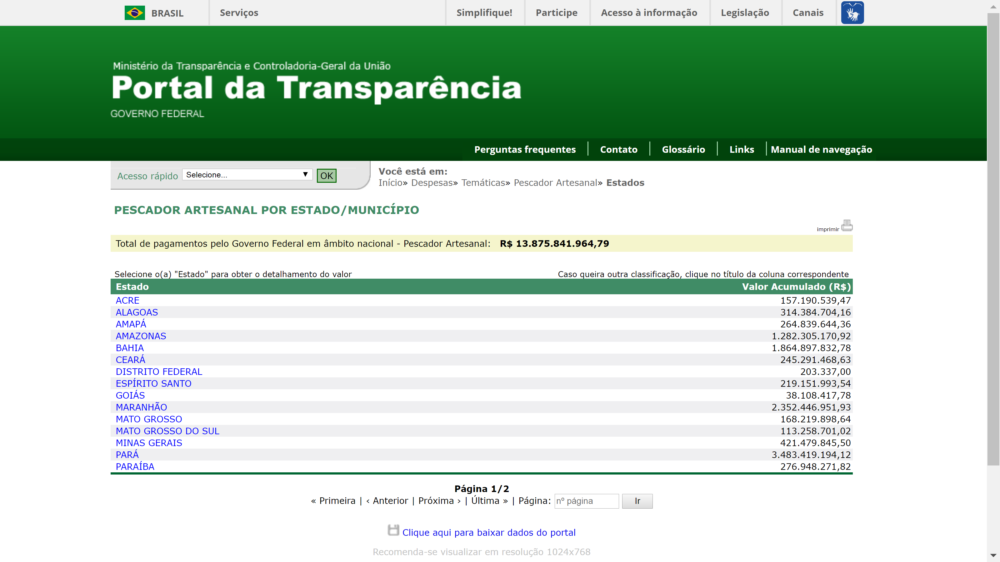 BRASIL Serviços Simplifique! Participe Acesso à informação Legislação Canais
Ministério da Transparência e Controladoria-Geral da União
Portal da Transparência
GOVERNO FEDERAL
Perguntas frequentes Contato Glossário Links Manual de navegação
Acesso rápido Selecione... OK
Você está em:
Início» Despesas» Temáticas» Pescador Artesanal» Estados
PESCADOR ARTESANAL POR ESTADO/MUNICÍPIO
imprimir
Total de pagamentos pelo Governo Federal em âmbito nacional - Pescador Artesanal: R$ 13.875.841.964,79
Selecione o(a) "Estado" para obter o detalhamento do valor Caso queira outra classificação, clique no título da coluna correspondente
Estado Valor Acumulado (R$)
ACRE 157.190.539,47
ALAGOAS 314.384.704,16
AMAPÁ 264.839.644,36
AMAZONAS 1.282.305.170,92
BAHIA 1.864.897.832,78
CEARÁ 245.291.468,63
DISTRITO FEDERAL 203.337,00
ESPÍRITO SANTO 219.151.993,54
GOIÁS 38.108.417,78
MARANHÃO 2.352.446.951,93
MATO GROSSO 168.219.898,64
MATO GROSSO DO SUL 113.258.701,02
MINAS GERAIS 421.479.845,50
PARÁ 3.483.419.194,12
PARAÍBA 276.948.271,82
Página 1/2
« Primeira | ‹ Anterior | Próxima › | Última » | Página: nº página Ir
Clique aqui para baixar dados do portal
Recomenda-se visualizar em resolução 1024x768